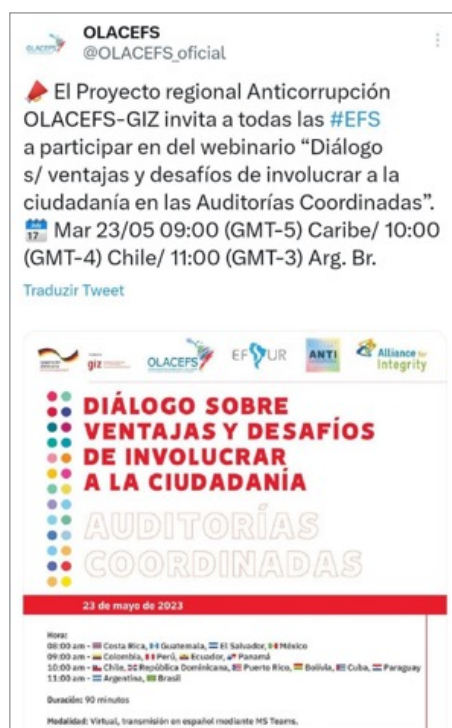 OLACEFS
@OLACEFS_oficial
El Proyecto regional Anticorrupción
OLACEFS-GIZ invita a todas las #EFS
a participar en del webinario “Diálogo
s/ ventajas y desafíos de involucrar a la
ciudadanía en las Auditorías Coordinadas”.
Mar 23/05 09:00 (GMT-5) Caribe/ 10:00
(GMT-4) Chile/ 11:00 (GMT-3) Arg. Br.
Traduzir Tweet
giz OLACEFS EFSUR ANTI Alliance for Integrity
DIÁLOGO SOBRE
VENTAJAS Y DESAFÍOS
DE INVOLUCRAR
A LA CIUDADANÍA
AUDITORÍAS
COORDINADAS
23 de mayo de 2023
Hora:
08:00 am - Costa Rica, Guatemala, El Salvador, México
09:00 am - Colombia, Perú, Ecuador, Panamá
10:00 am - Chile, República Dominicana, Puerto Rico, Bolivia, Cuba, Paraguay
11:00 am - Argentina, Brasil
Duración: 90 minutos
Modalidad: Virtual, transmisión en español mediante MS Teams.